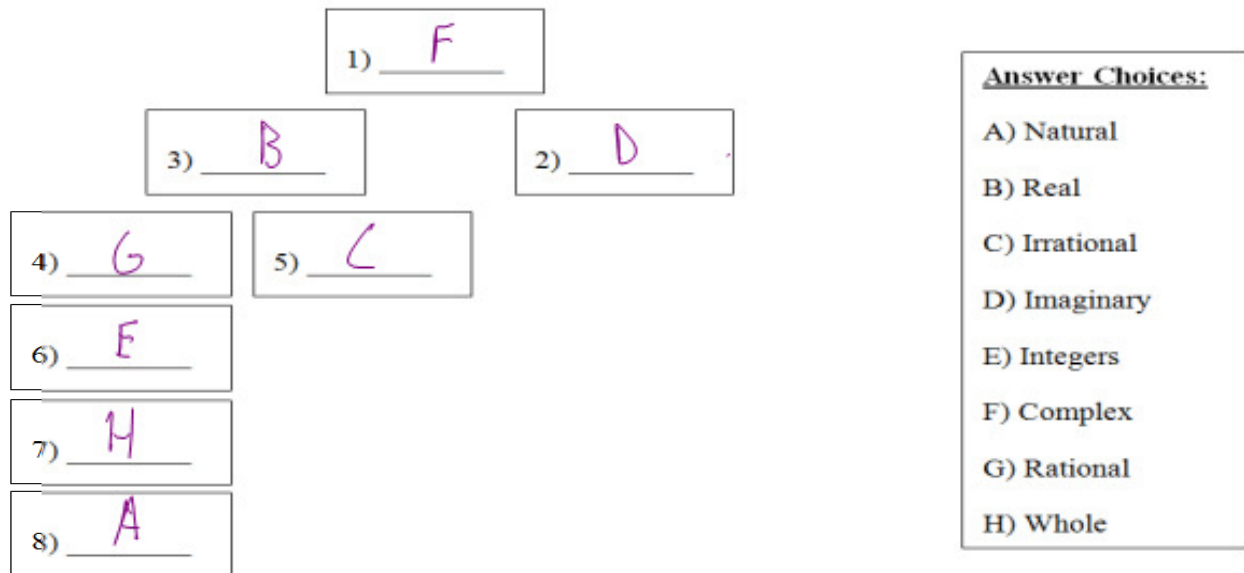 1) F
3) B
2) D
4) G
5) C
6) E
7) H
8) A
Answer Choices:
A) Natural
B) Real
C) Irrational
D) Imaginary
E) Integers
F) Complex
G) Rational
H) Whole